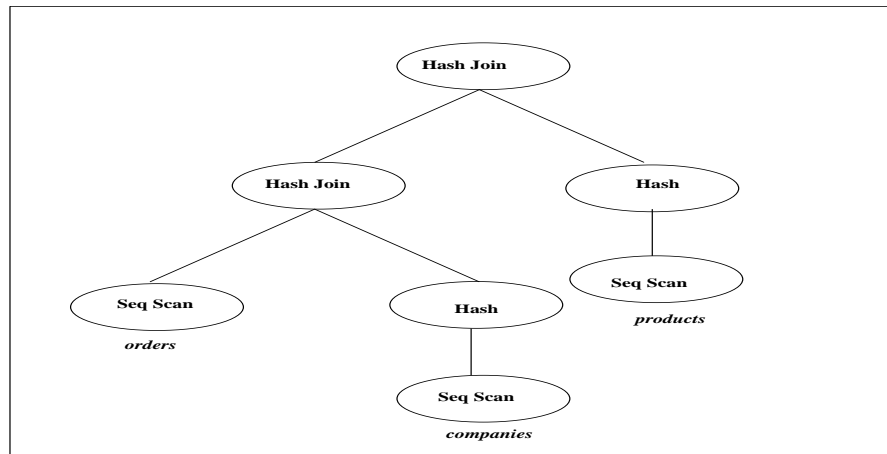 Hash Join
Hash Join
Hash
Seq Scan
Seq Scan
Hash
products
orders
Seq Scan
companies